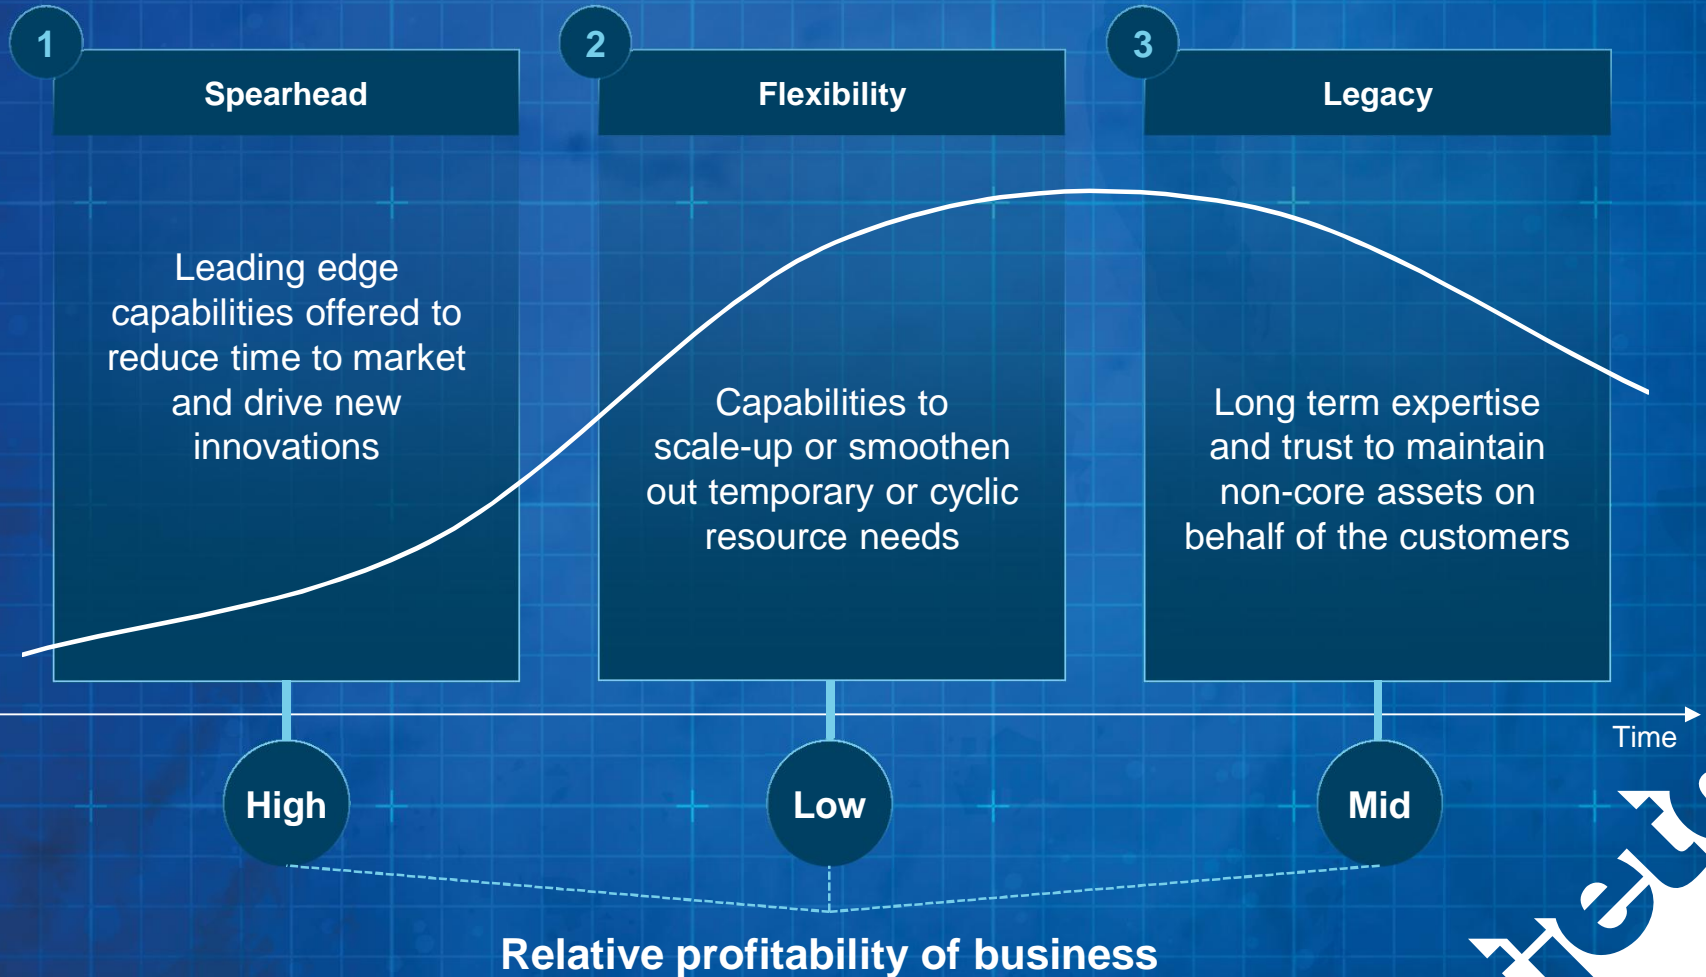 1
Spearhead
Leading edge
capabilities offered to
reduce time to market
and drive new
innovations
2
Flexibility
Capabilities to
scale-up or smoothen
out temporary or cyclic
resource needs
3
Legacy
Long term expertise
and trust to maintain
non-core assets on
behalf of the customers
Time
High
Low
Mid
Relative profitability of business